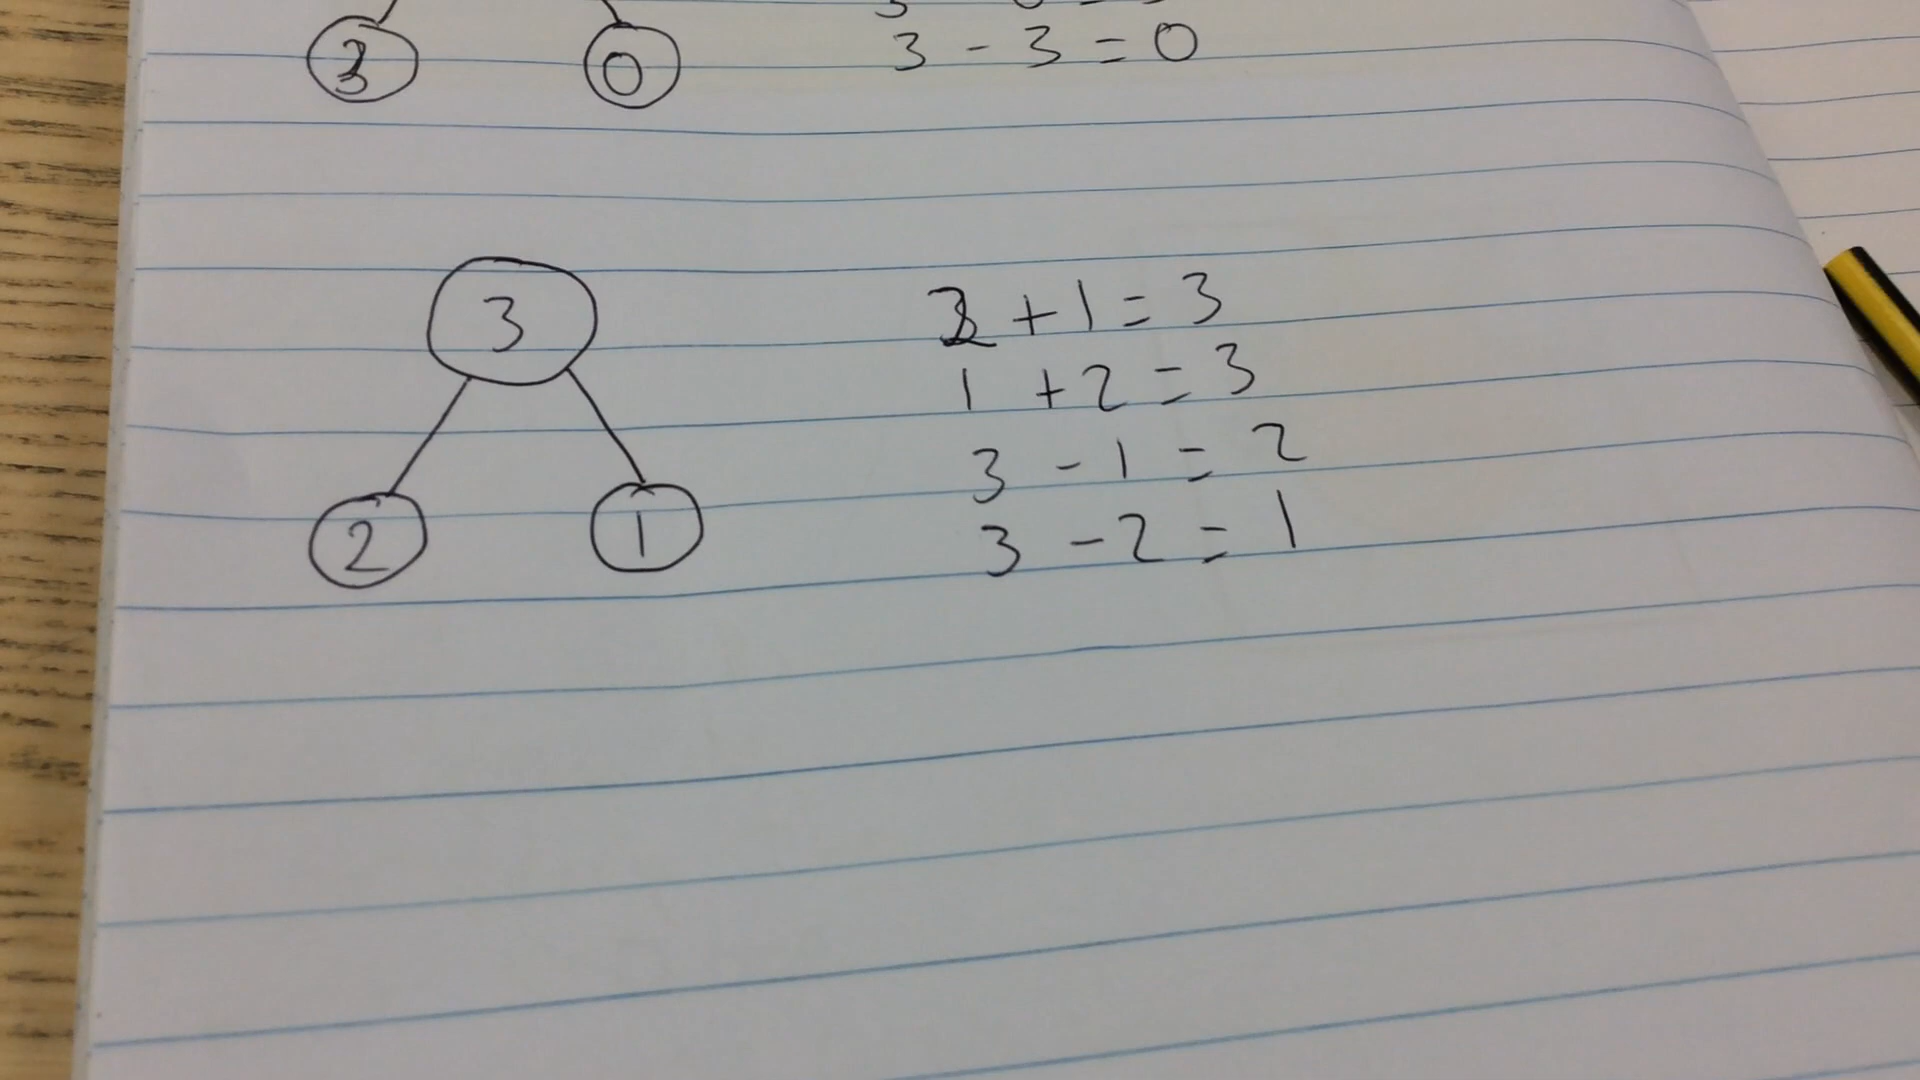 3 0
3 - 3 = 0
3
2 + 1 = 3
1 + 2 = 3
3 - 1 = 2
2 1
3 - 2 = 1